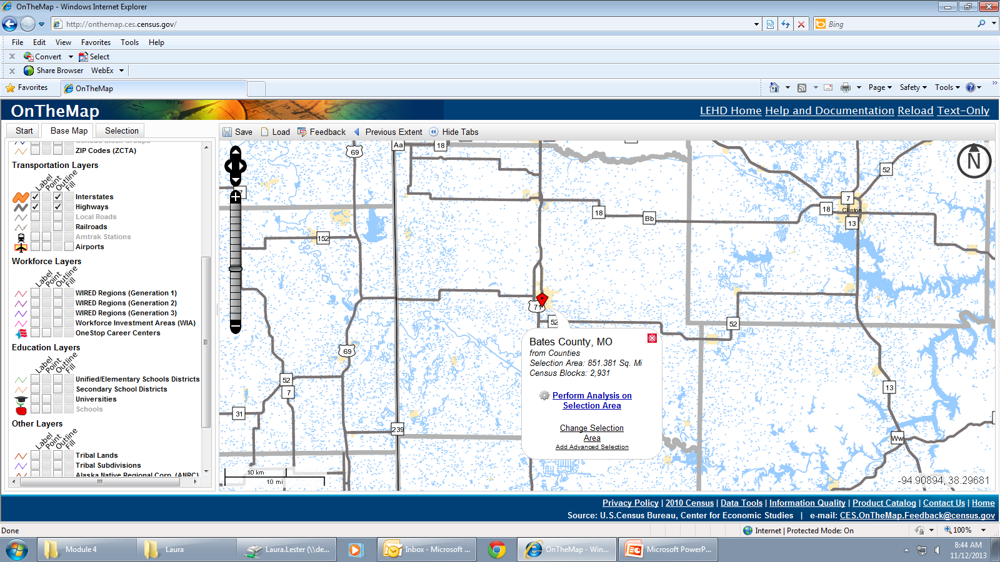 OnTheMap - Windows Internet Explorer
http://onthemap.ces.census.gov/
Bing
File Edit View Favorites Tools Help
Convert Select
Share Browser WebEx
Favorites
OnTheMap
Page Safety Tools
OnTheMap
LEHD Home Help and Documentation Reload Text-Only
Start Base Map Selection
Save Load Feedback Previous Extent Hide Tabs
ZIP Codes (ZCTA)
Transportation Layers
Label Point Outline Fill
Interstates
Highways
Local Roads
Railroads
Amtrak Stations
Airports
Workforce Layers
Label Point Outline Fill
WIRED Regions (Generation 1)
WIRED Regions (Generation 2)
WIRED Regions (Generation 3)
Workforce Investment Areas (WIA)
OneStop Career Centers
Education Layers
Label Point Outline Fill
Unified/Elementary Schools Districts
Secondary School Districts
Universities
Schools
Other Layers
Label Point Outline Fill
Tribal Lands
Tribal Subdivisions
Alaska Native Regional Corp. (ANRC)
69
Aa
18
N
52
7
7
18
Clinton
13
18
Bb
152
71
52
52
69
52
7
31
239
13
Ww
Bates County, MO
from Counties
Selection Area: 851.381 Sq. Mi
Census Blocks: 2,931
Perform Analysis on
Selection Area
Change Selection
Area
Add Advanced Selection
10 km
10 mi
-94.90894, 38.29681
Privacy Policy | 2010 Census | Data Tools | Information Quality | Product Catalog | Contact Us | Home
Source: U.S.Census Bureau, Center for Economic Studies | e-mail: CES.OnTheMap.Feedback@census.gov
Done
Internet | Protected Mode: On
100%
Module 4
Laura
Laura.Lester (\\de...
Inbox - Microsoft ...
OnTheMap - Win...
Microsoft PowerP...
8:44 AM
11/12/2013